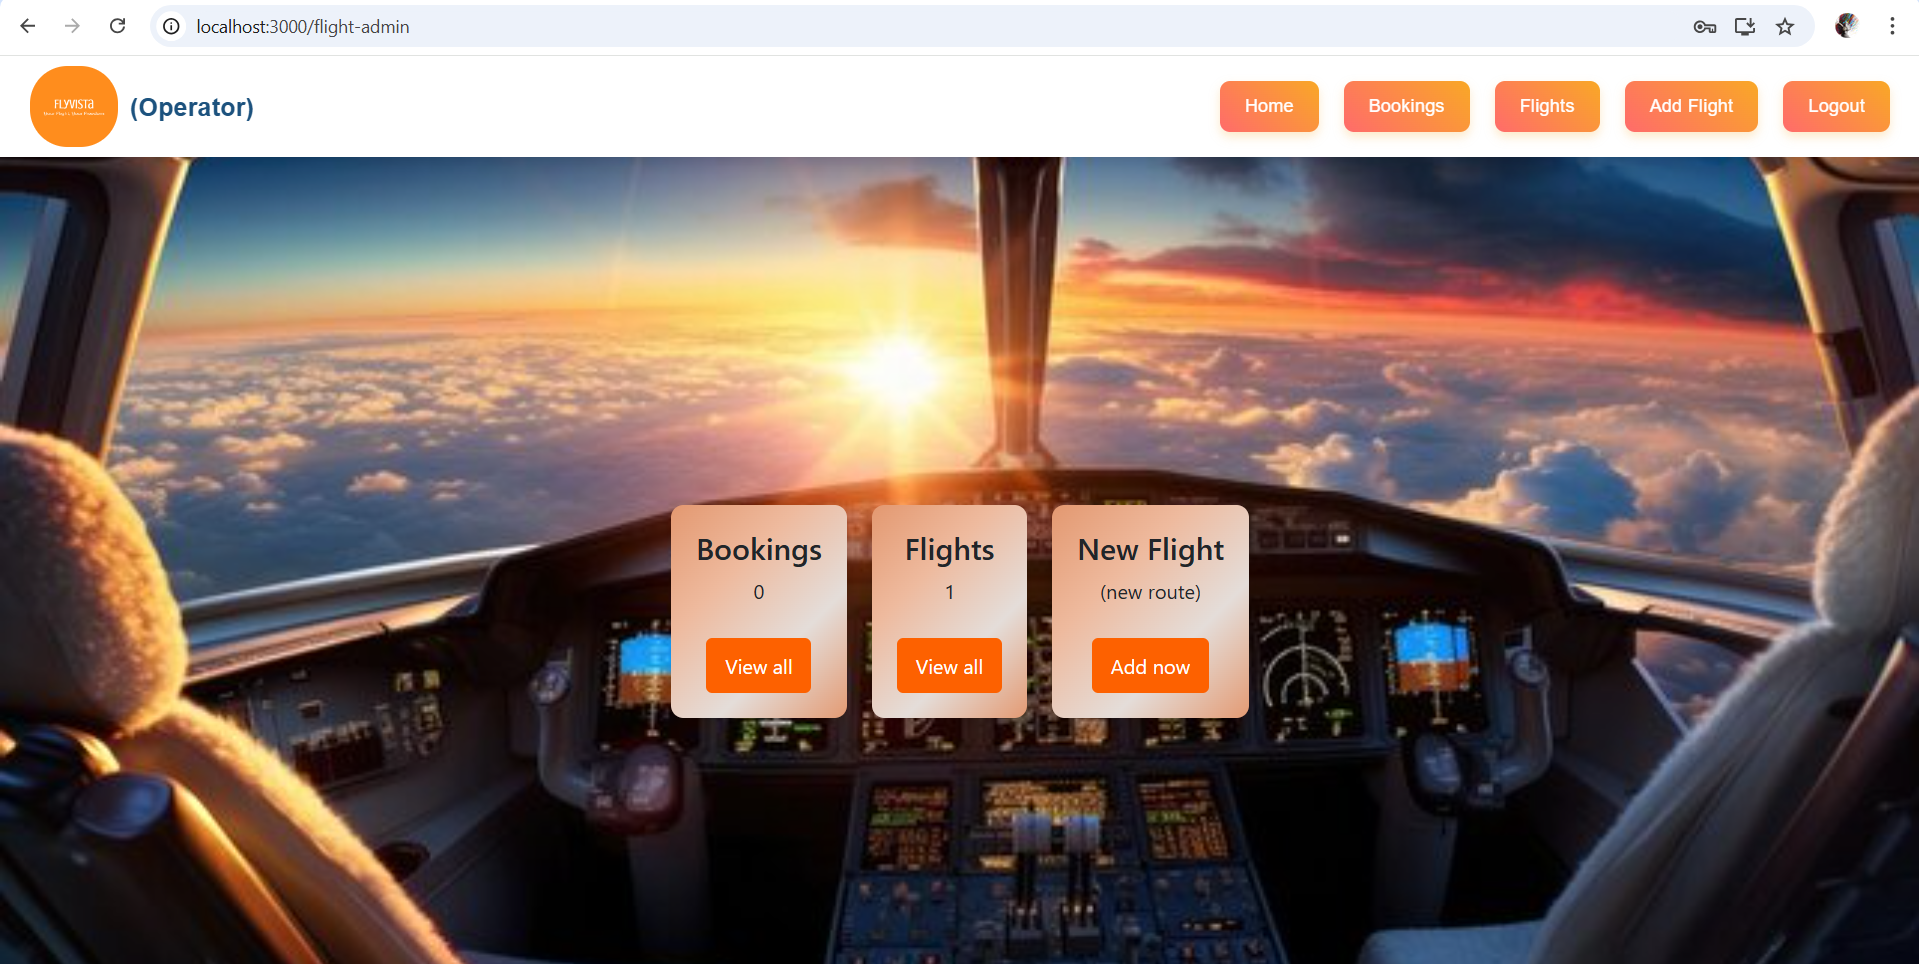 localhost:3000/flight-admin
FLYVISTA
(Operator)
Home
Bookings
Flights
Add Flight
Logout
Bookings
Flights
New Flight
0
1
(new route)
View all
View all
Add now